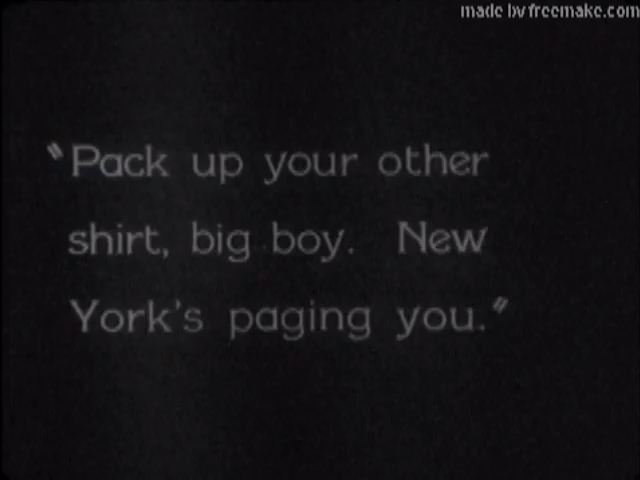 made by freemake.com
"Pack up your other
shirt, big boy. New
York's paging you."